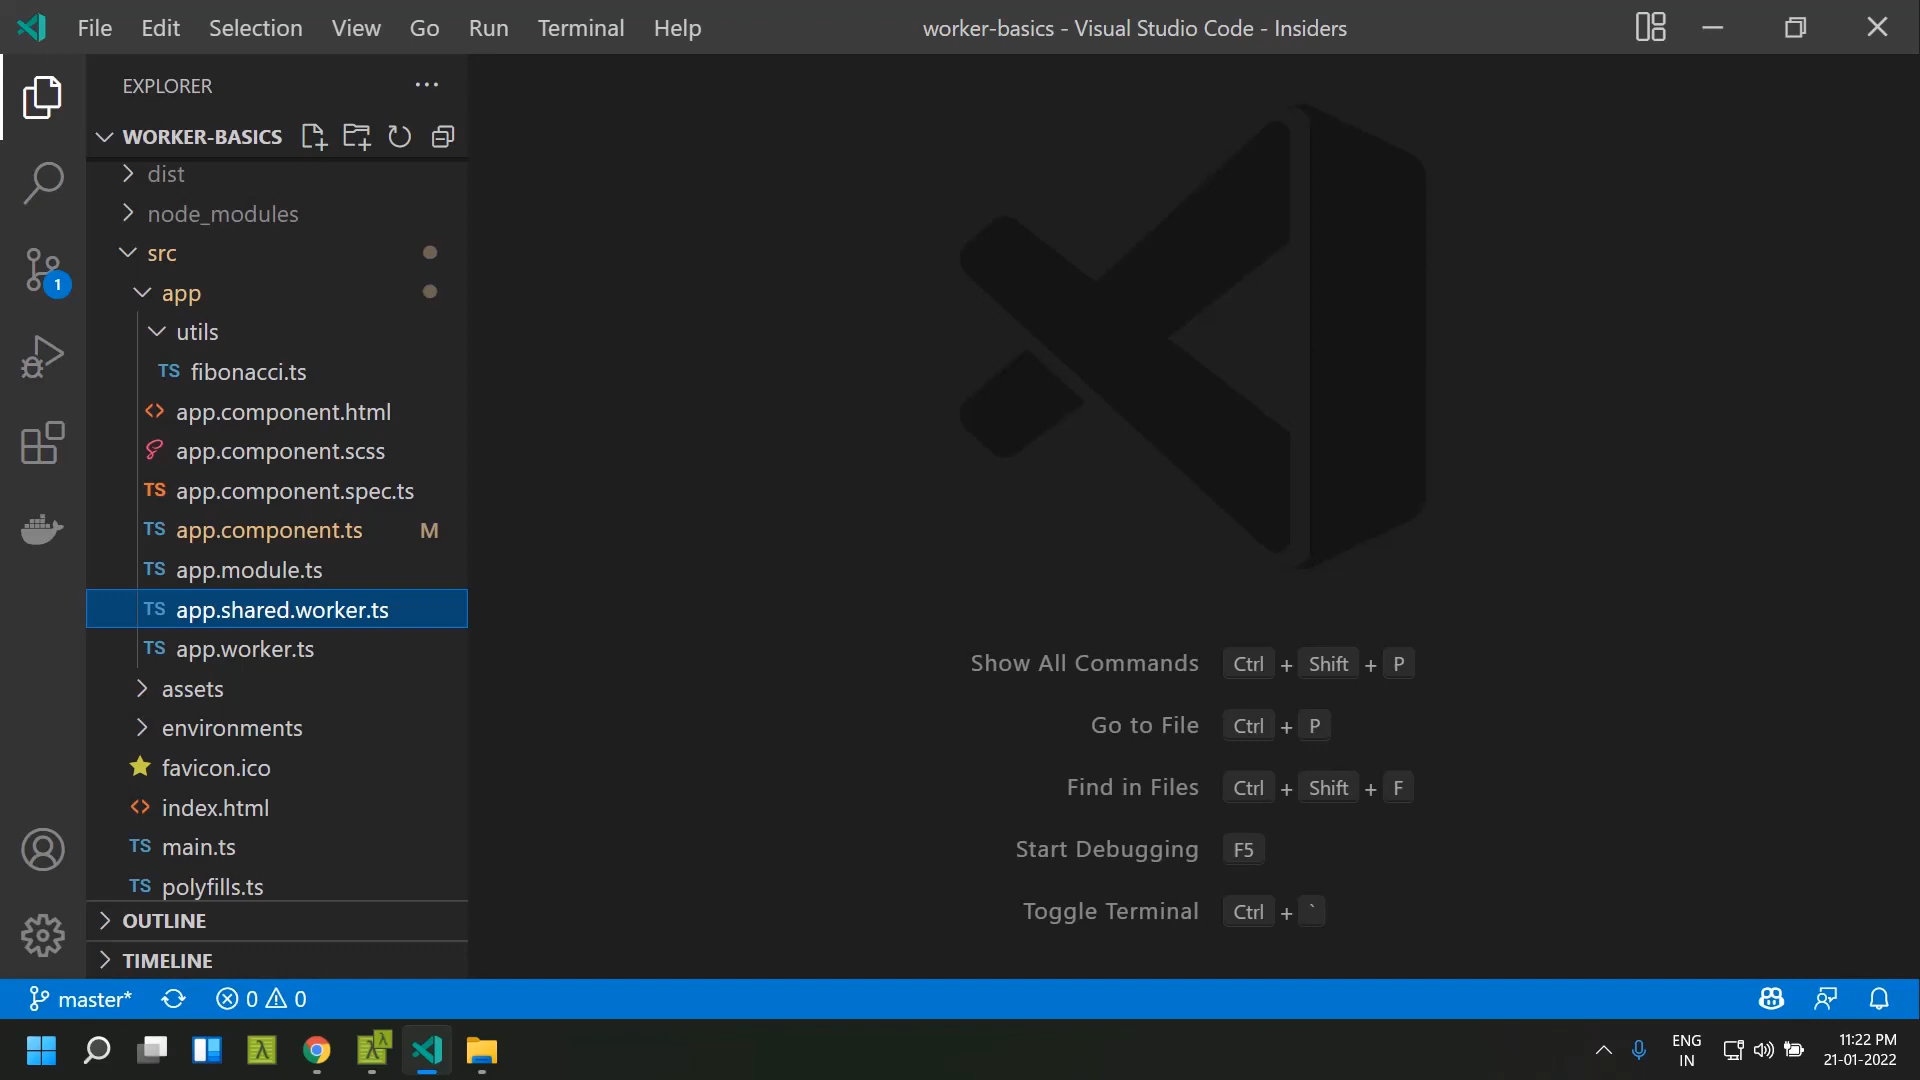 File Edit Selection View Go Run Terminal Help
worker-basics - Visual Studio Code - Insiders
EXPLORER
WORKER-BASICS
dist
node_modules
src
app
utils
TS fibonacci.ts
app.component.html
app.component.scss
TS app.component.spec.ts
TS app.component.ts M
TS app.module.ts
TS app.shared.worker.ts
TS app.worker.ts
assets
environments
favicon.ico
index.html
TS main.ts
TS polyfills.ts
OUTLINE
TIMELINE
1
Show All Commands Ctrl + Shift + P
Go to File Ctrl + P
Find in Files Ctrl + Shift + F
Start Debugging F5
Toggle Terminal Ctrl + `
master* 0 0
λ λ λ
ENG
IN
11:22 PM
21-01-2022